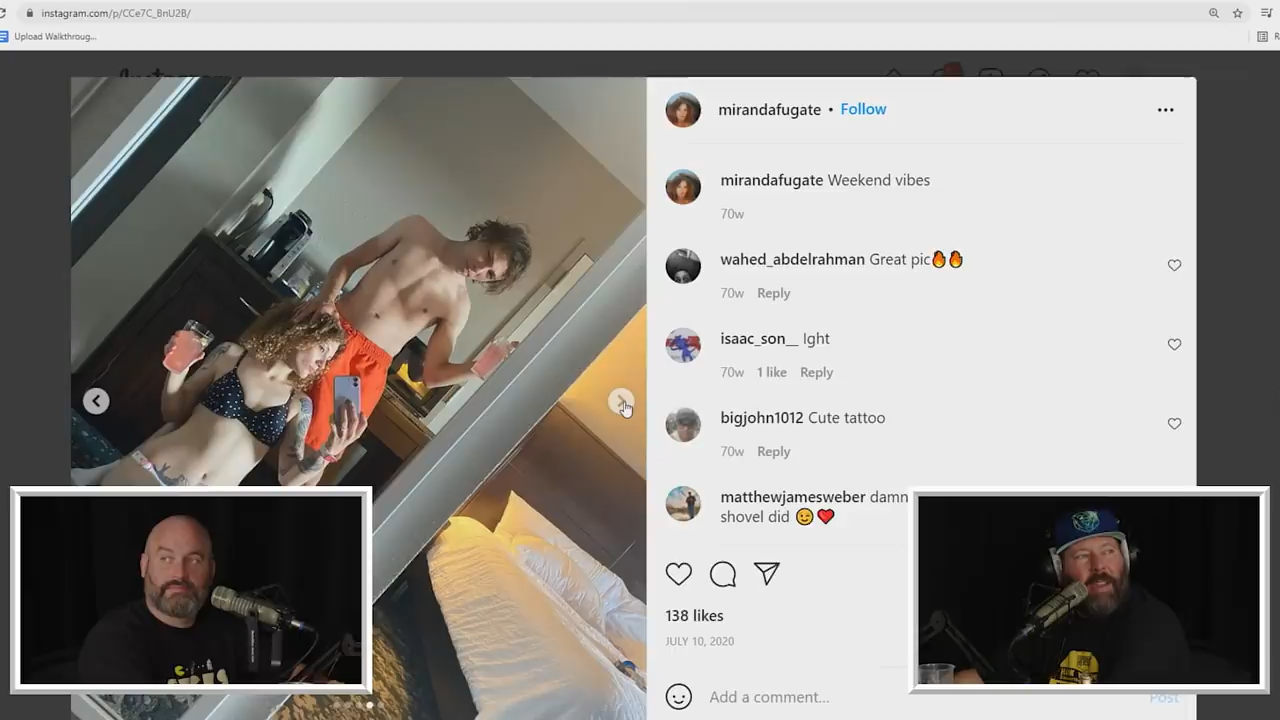 instagram.com/p/CCe7C_BnU2B/
Upload Walkthroug...
mirandafugate • Follow
mirandafugate Weekend vibes
70w
wahed_abdelrahman Great pic🔥🔥
70w Reply
isaac_son__ Ight
70w 1 like Reply
bigjohn1012 Cute tattoo
70w Reply
matthewjamesweber damn
shovel did 😉❤️
138 likes
JULY 10, 2020
Add a comment...
Post